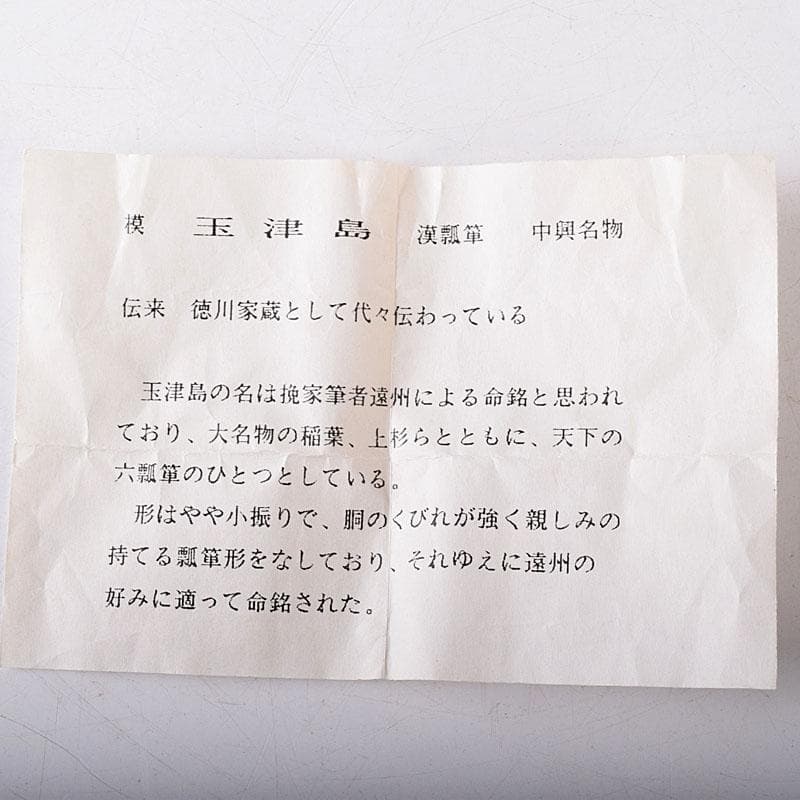 模 玉津島 漢瓢箪 中興名物
伝来 徳川家蔵として代々伝わっている
玉津島の名は挽家筆者遠州による命銘と思われ
ており、大名物の稲葉、上杉らとともに、天下の
六瓢箪のひとつとしている。
形はやや小振りで、胴のくびれが強く親しみの
持てる瓢箪形をなしており、それゆえに遠州の
好みに適って命銘された。